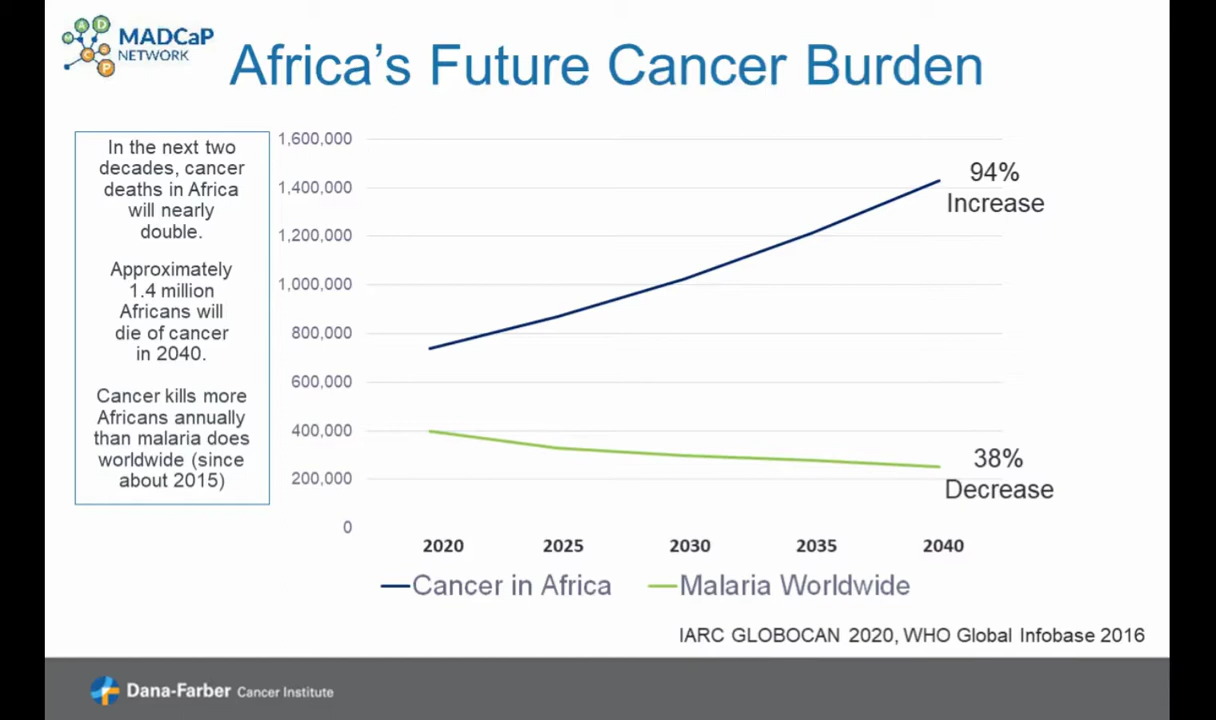 MADCaP
NETWORK
Africa's Future Cancer Burden
In the next two
decades, cancer
deaths in Africa
will nearly
double.
Approximately
1.4 million
Africans will
die of cancer
in 2040.
Cancer kills more
Africans annually
than malaria does
worldwide (since
about 2015)
1,600,000
1,400,000
1,200,000
1,000,000
800,000
600,000
400,000
200,000
0
94%
Increase
38%
Decrease
2020 2025 2030 2035 2040
Cancer in Africa Malaria Worldwide
IARC GLOBOCAN 2020, WHO Global Infobase 2016
Dana-Farber Cancer Institute